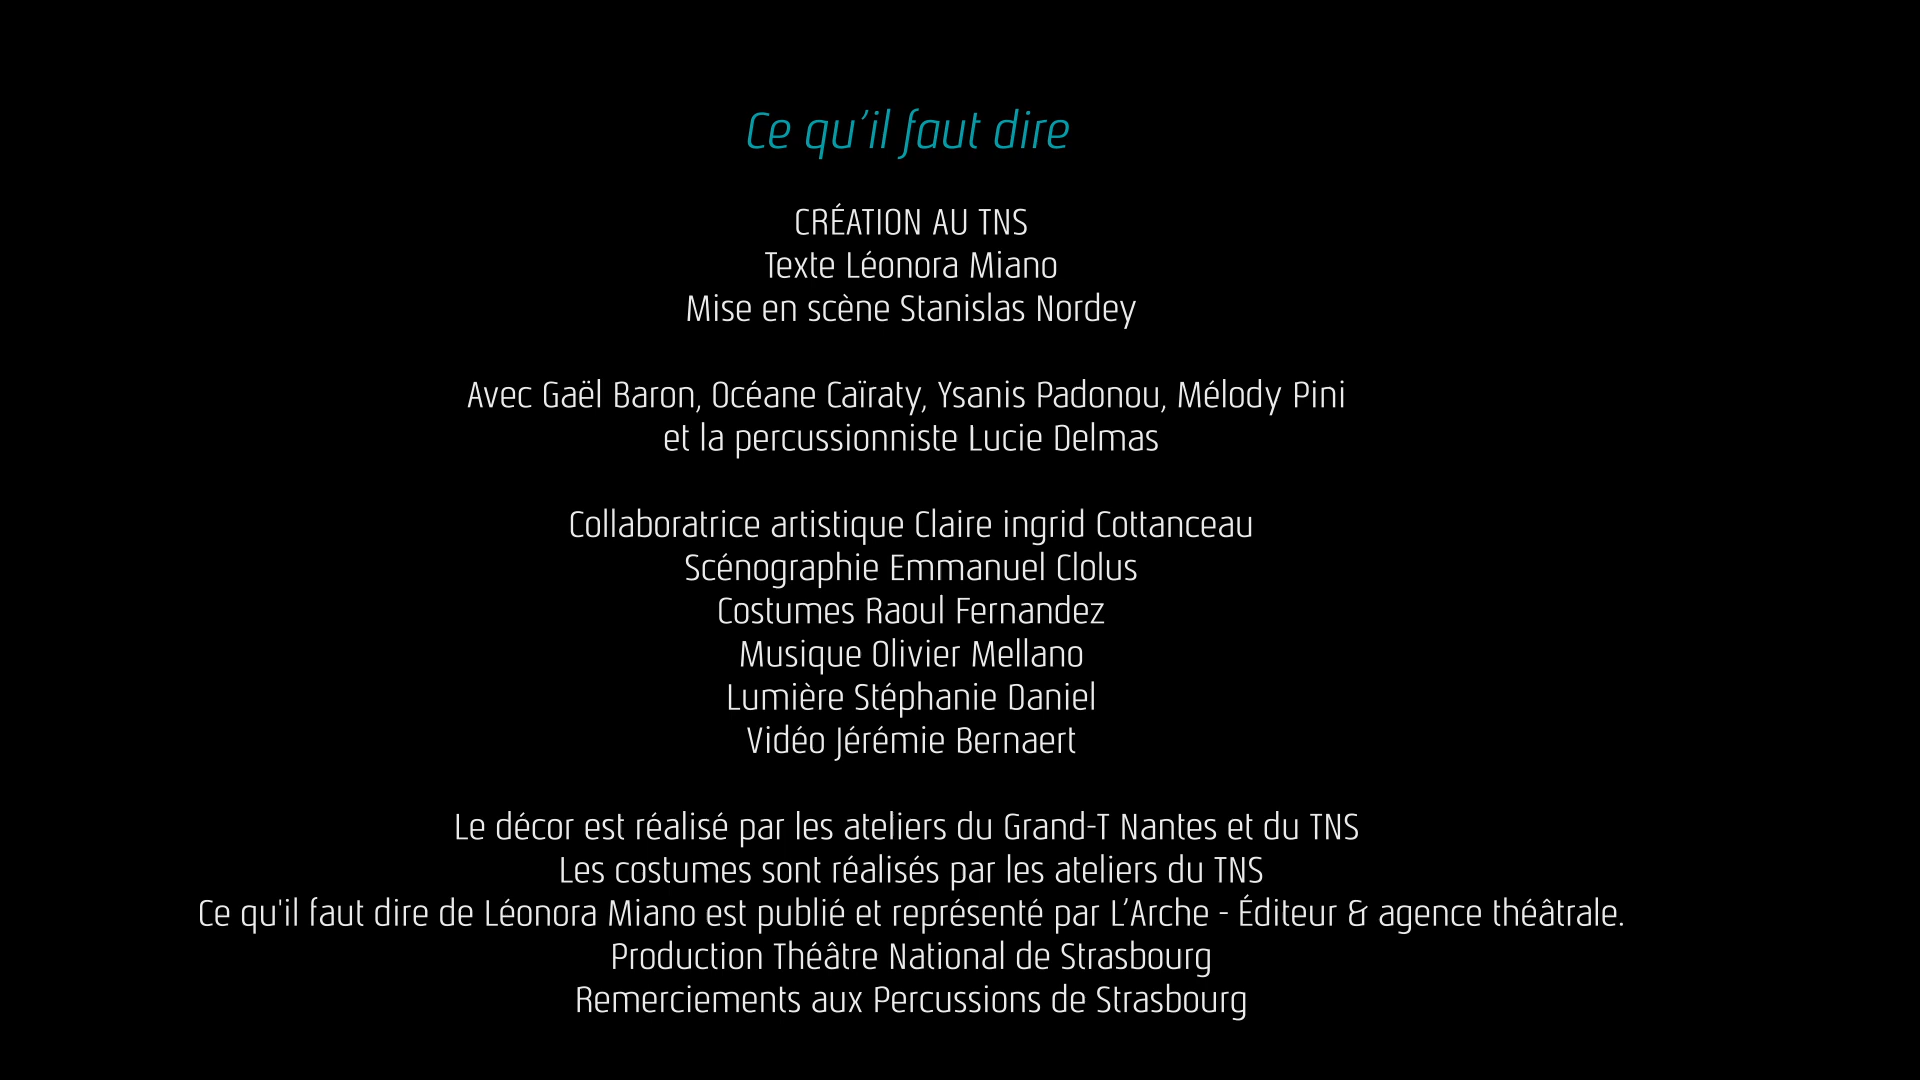 Ce qu’il faut dire
CRÉATION AU TNS
Texte Léonora Miano
Mise en scène Stanislas Nordey
Avec Gaël Baron, Océane Caïraty, Ysanis Padonou, Mélody Pini
et la percussionniste Lucie Delmas
Collaboratrice artistique Claire ingrid Cottanceau
Scénographie Emmanuel Clolus
Costumes Raoul Fernandez
Musique Olivier Mellano
Lumière Stéphanie Daniel
Vidéo Jérémie Bernaert
Le décor est réalisé par les ateliers du Grand-T Nantes et du TNS
Les costumes sont réalisés par les ateliers du TNS
Ce qu'il faut dire de Léonora Miano est publié et représenté par L’Arche - Éditeur & agence théâtrale.
Production Théâtre National de Strasbourg
Remerciements aux Percussions de Strasbourg